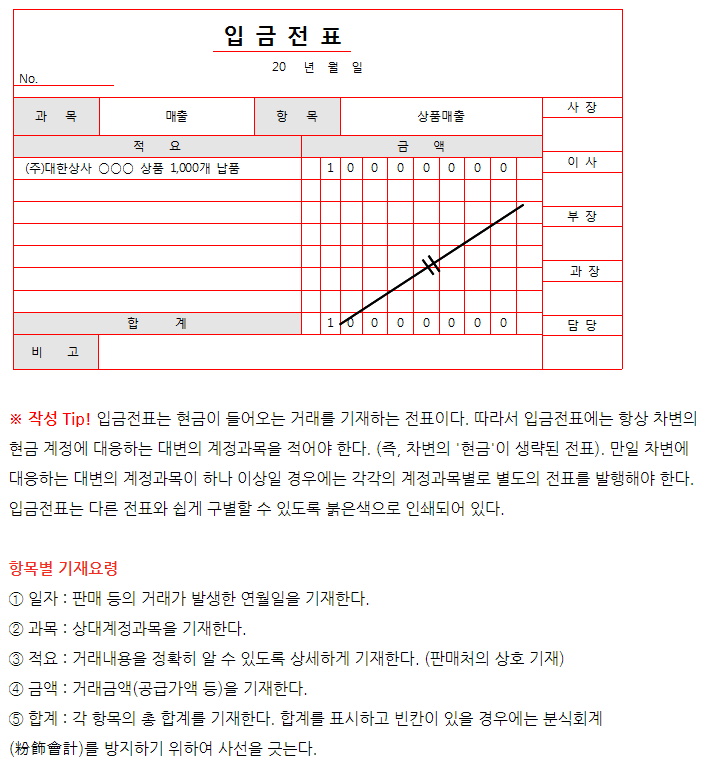 입 금 전 표
20 년 월 일
No.
과 목 매출 항 목 상품매출 사 장
적 요 금 액
(주)대한상사 ○○○ 상품 1,000개 납품 1 0 0 0 0 0 0 0
이 사
부 장
과 장
합 계 1 0 0 0 0 0 0 0 담 당
비 고
※ 작성 Tip! 입금전표는 현금이 들어오는 거래를 기재하는 전표이다. 따라서 입금전표에는 항상 차변의
현금 계정에 대응하는 대변의 계정과목을 적어야 한다. (즉, 차변의 '현금'이 생략된 전표). 만일 차변에
대응하는 대변의 계정과목이 하나 이상일 경우에는 각각의 계정과목별로 별도의 전표를 발행해야 한다.
입금전표는 다른 전표와 쉽게 구별할 수 있도록 붉은색으로 인쇄되어 있다.
항목별 기재요령
① 일자 : 판매 등의 거래가 발생한 연월일을 기재한다.
② 과목 : 상대계정과목을 기재한다.
③ 적요 : 거래내용을 정확히 알 수 있도록 상세하게 기재한다. (판매처의 상호 기재)
④ 금액 : 거래금액(공급가액 등)을 기재한다.
⑤ 합계 : 각 항목의 총 합계를 기재한다. 합계를 표시하고 빈칸이 있을 경우에는 분식회계
(粉飾會計)를 방지하기 위하여 사선을 긋는다.